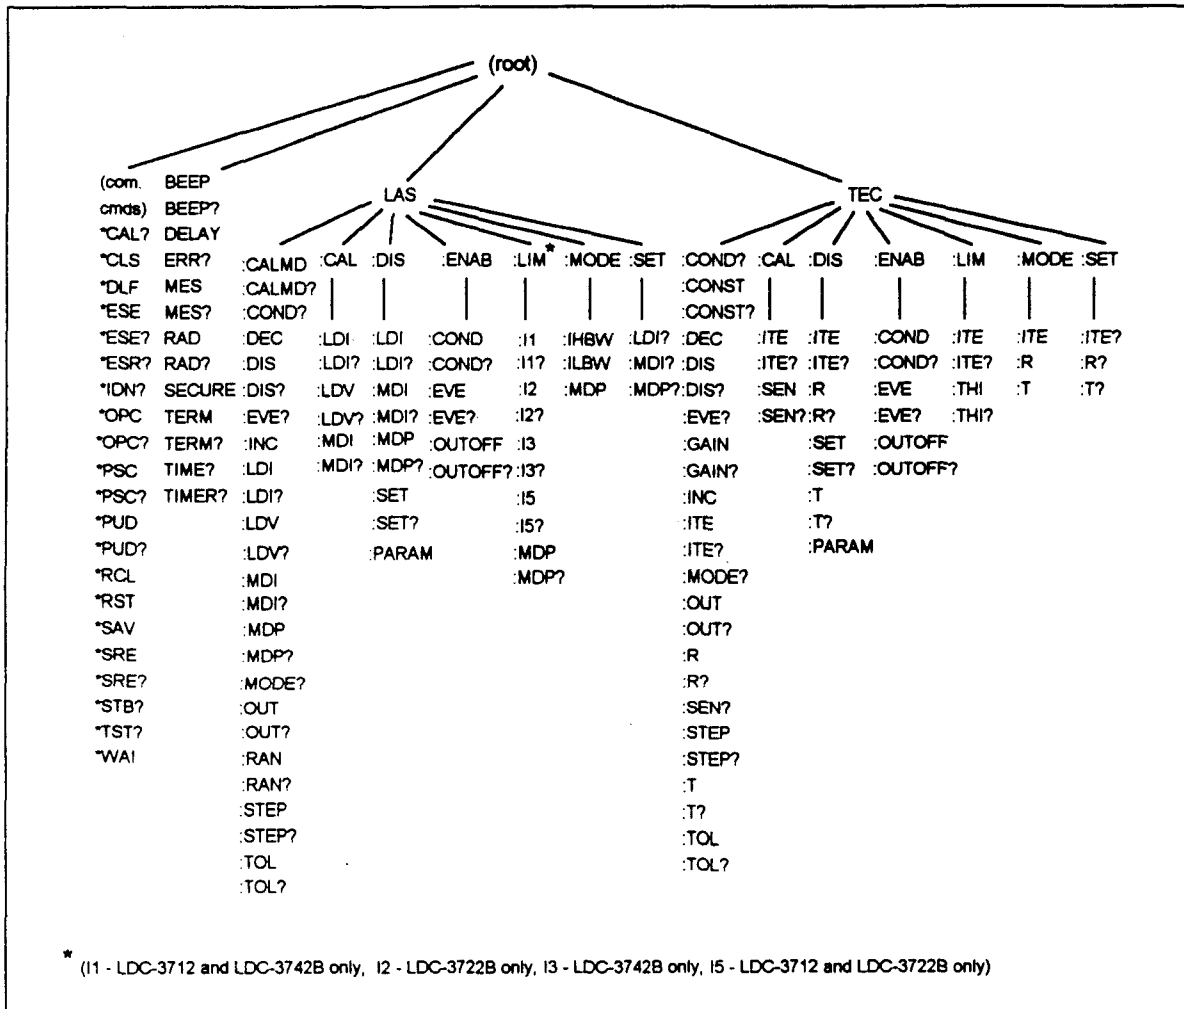 (root)
(com. BEEP
LAS TEC
cmds) BEEP?
*CAL? DELAY
*CLS ERR? :CALMD :CAL :DIS :ENAB :LIM* :MODE :SET :COND? :CAL :DIS :ENAB :LIM :MODE :SET
*DLF MES :CALMD? :CONST
*ESE MES? :COND? :CONST?
*ESE? RAD :DEC :LDI :LDI :COND :I1 :IHBW :LDI? :DEC :ITE :ITE :COND :ITE :ITE :ITE?
*ESR? RAD? :DIS :LDI? :LDI? :COND? :I1? :ILBW :MDI? :DIS :ITE? :ITE? :COND? :ITE? :R :R?
*IDN? SECURE :DIS? :LDV :MDI :EVE :I2 :MDP :MDP? :DIS? :SEN :R :EVE :THI :T :T?
*OPC TERM :EVE? :LDV? :MDI? :EVE? :I2? :EVE? :SEN? :R? :EVE? :THI?
*OPC? TERM? :INC :MDI :MDP :OUTOFF :I3 :GAIN :SET :OUTOFF
*PSC TIME? :LDI :MDI? :MDP? :OUTOFF? :I3? :GAIN? :SET? :OUTOFF?
*PSC? TIMER? :LDI? :SET :I5 :INC :T
*PUD :LDV :SET? :I5? :ITE :T?
*PUD? :LDV? :PARAM :MDP :ITE? :PARAM
*RCL :MDI :MDP? :MODE?
*RST :MDI? :OUT
*SAV :MDP :OUT?
*SRE :MDP? :R
*SRE? :MODE? :R?
*STB? :OUT :SEN?
*TST? :OUT? :STEP
*WAI :RAN :STEP?
:RAN? :T
:STEP :T?
:STEP? :TOL
:TOL :TOL?
:TOL?
* (I1 - LDC-3712 and LDC-3742B only, I2 - LDC-3722B only, I3 - LDC-3742B only, I5 - LDC-3712 and LDC-3722B only)